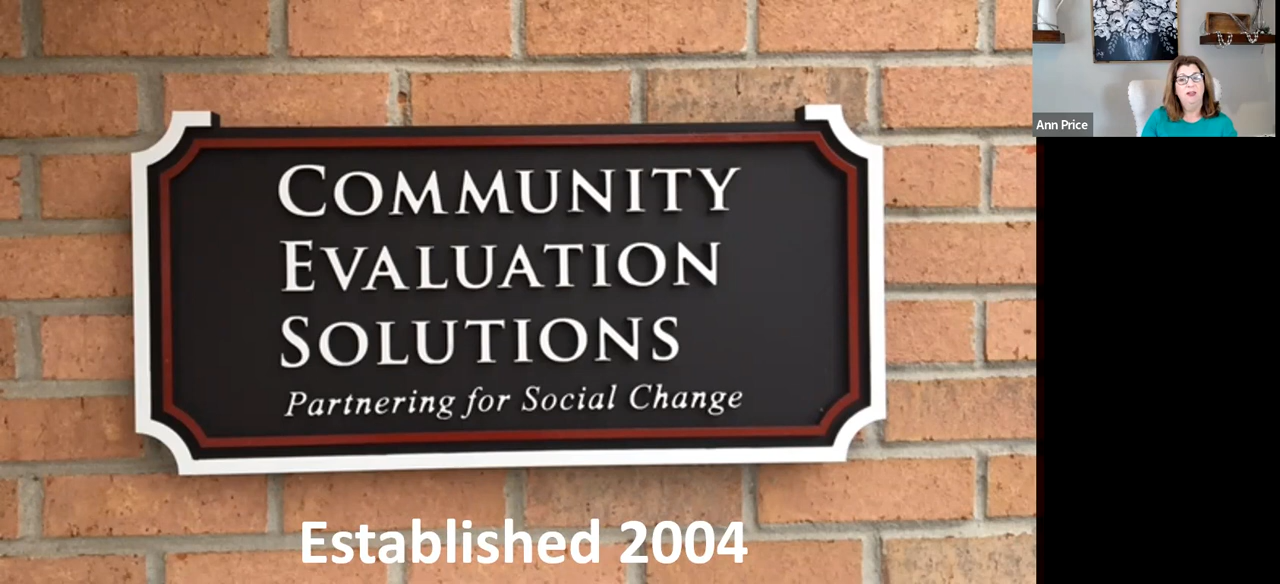 COMMUNITY
EVALUATION
SOLUTIONS
Partnering for Social Change
Established 2004
Ann Price